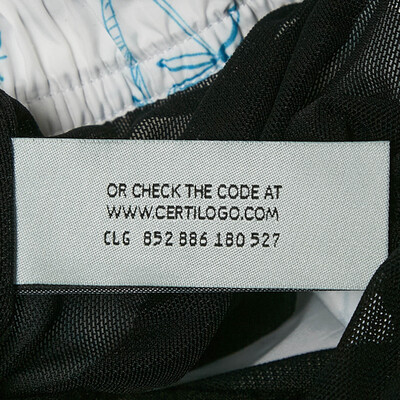 OR CHECK THE CODE AT
WWW.CERTILOGO.COM
CLG 852 886 180 527